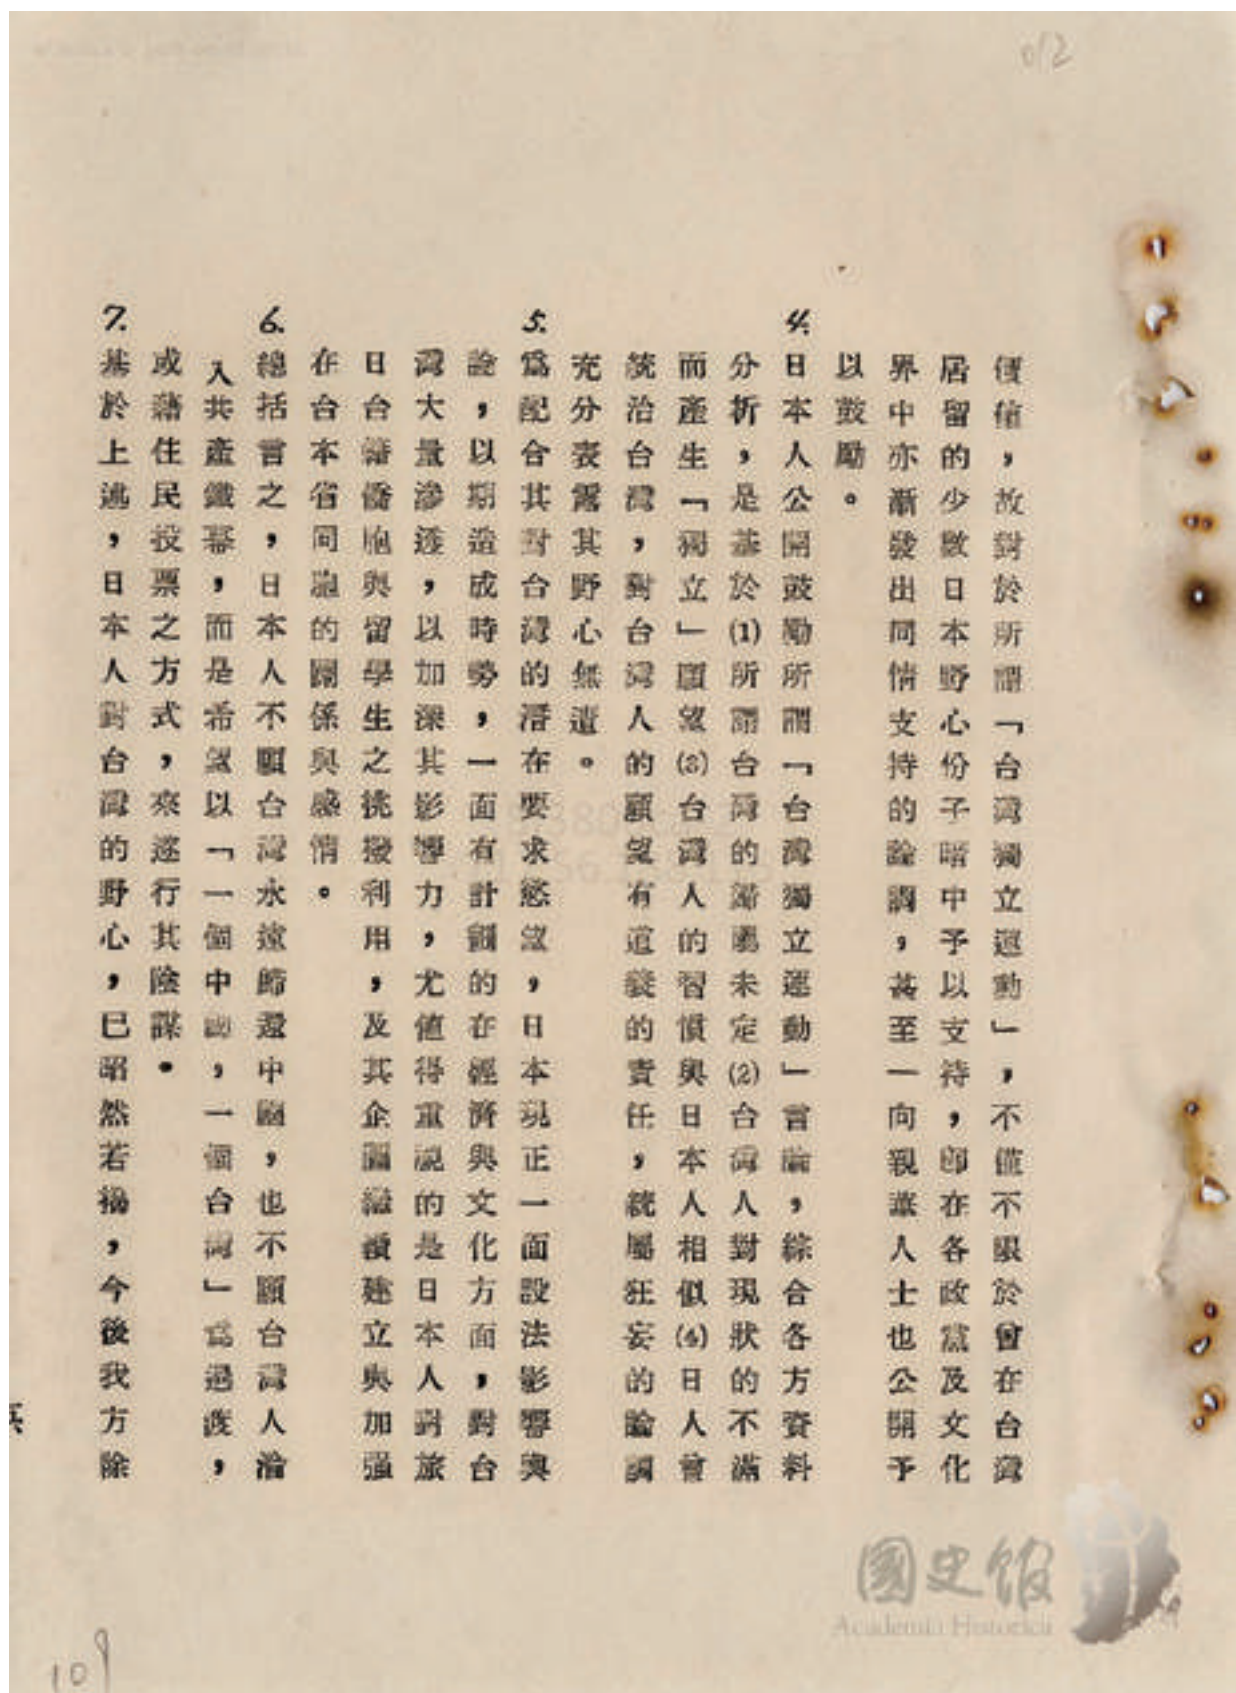 012
價值，故對於所謂「台灣獨立運動」，不僅不限於曾在台灣
居留的少數日本野心份子暗中予以支持，卽在各政黨及文化
界中亦漸發出同情支持的論調，甚至一向親華人士也公開予
以鼓勵。
4.日本人公開鼓勵所謂「台灣獨立運動」言論，綜合各方資料
分折，是基於(1)所謂台灣的歸屬未定(2)台灣人對現狀的不滿
而產生「獨立」願望(3)台灣人的習慣與日本人相似(4)日人曾
統治台灣，對台灣人的願望有道義的責任，統屬狂妄的論調
充分表露其野心無遺。
5.爲配合其對台灣的潛在要求慾望，日本現正一面設法影響輿
論，以期造成時勢，一面有計劃的在經濟與文化方面，對台
灣大量滲透，以加深其影響力，尤値得重視的是日本人對旅
日台籍僑胞與留學生之挑撥利用，及其企圖繼續建立與加强
在台本省同胞的關係與感情。
6.總括言之，日本人不願台灣永遠歸還中國，也不願台灣人淪
入共產鐵幕，而是希望以「一個中國，一個台灣」爲過渡，
或藉住民投票之方式，來遂行其陰謀。
7.基於上述，日本人對台灣的野心，已昭然若揭，今後我方除
國史館
Academia Historica
109